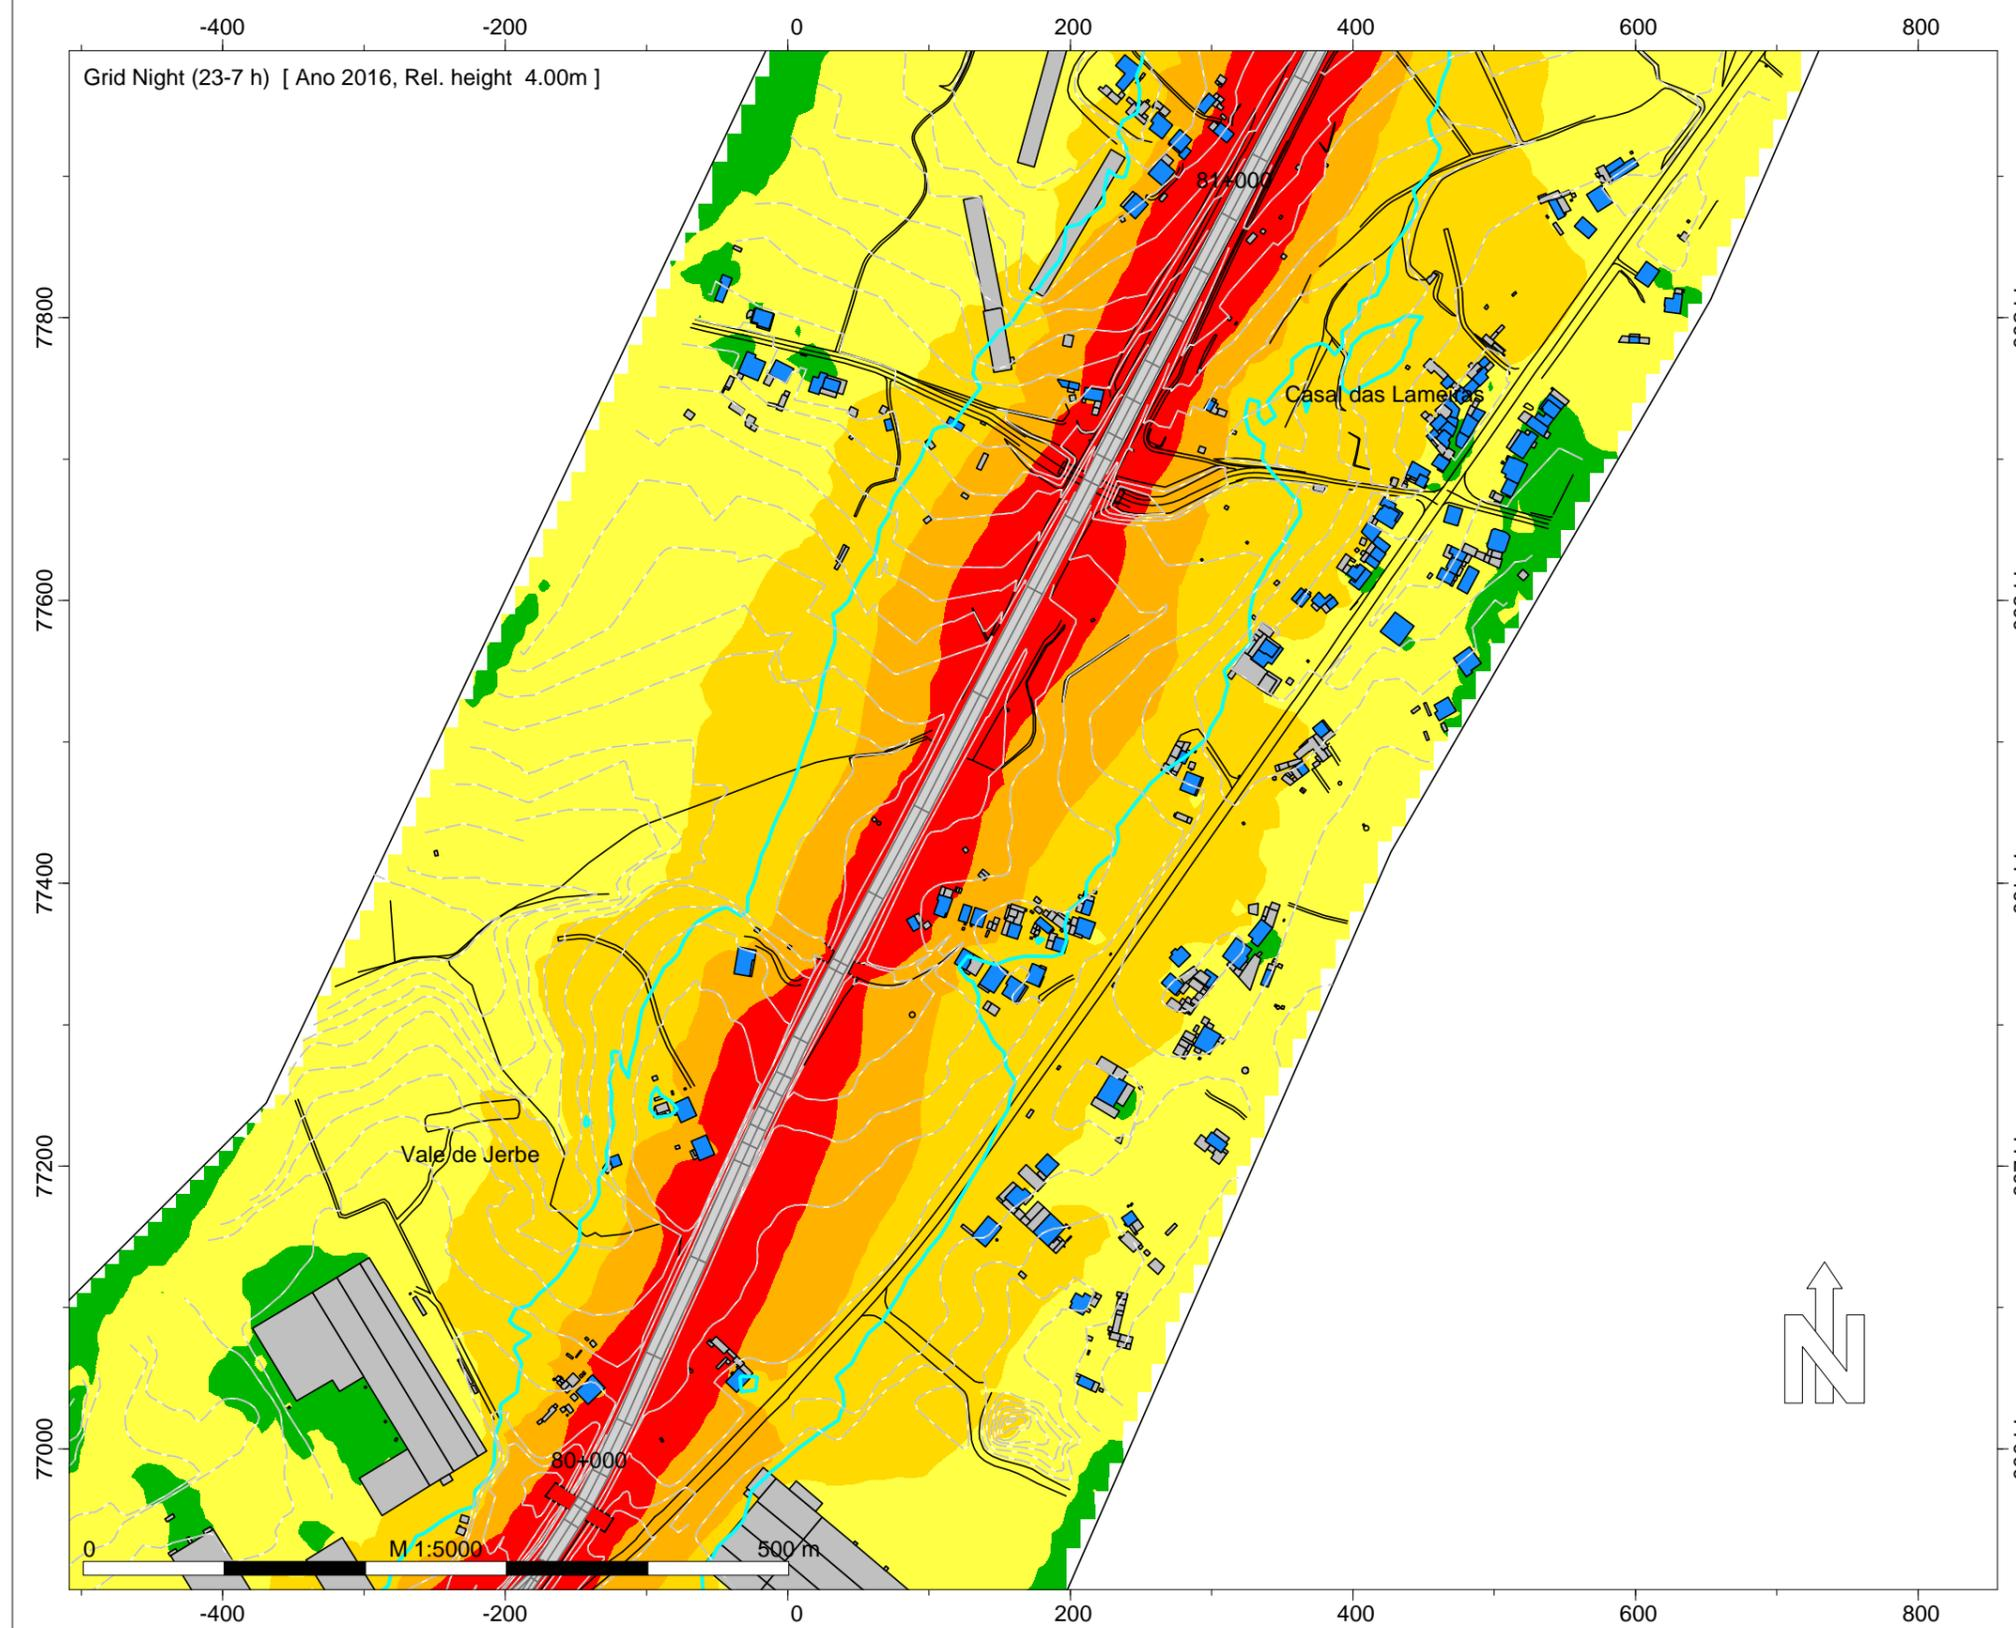 -400 -200 0 200 400 600 800
Grid Night (23-7 h) [ Ano 2016, Rel. height 4.00m ]
81+000
77800
Casal das Lameiras
77600
77400
77200
Vale de Jerbe
N
77000
80+000
0 M 1:5000 500 m
-400 -200 0 200 400 600 800